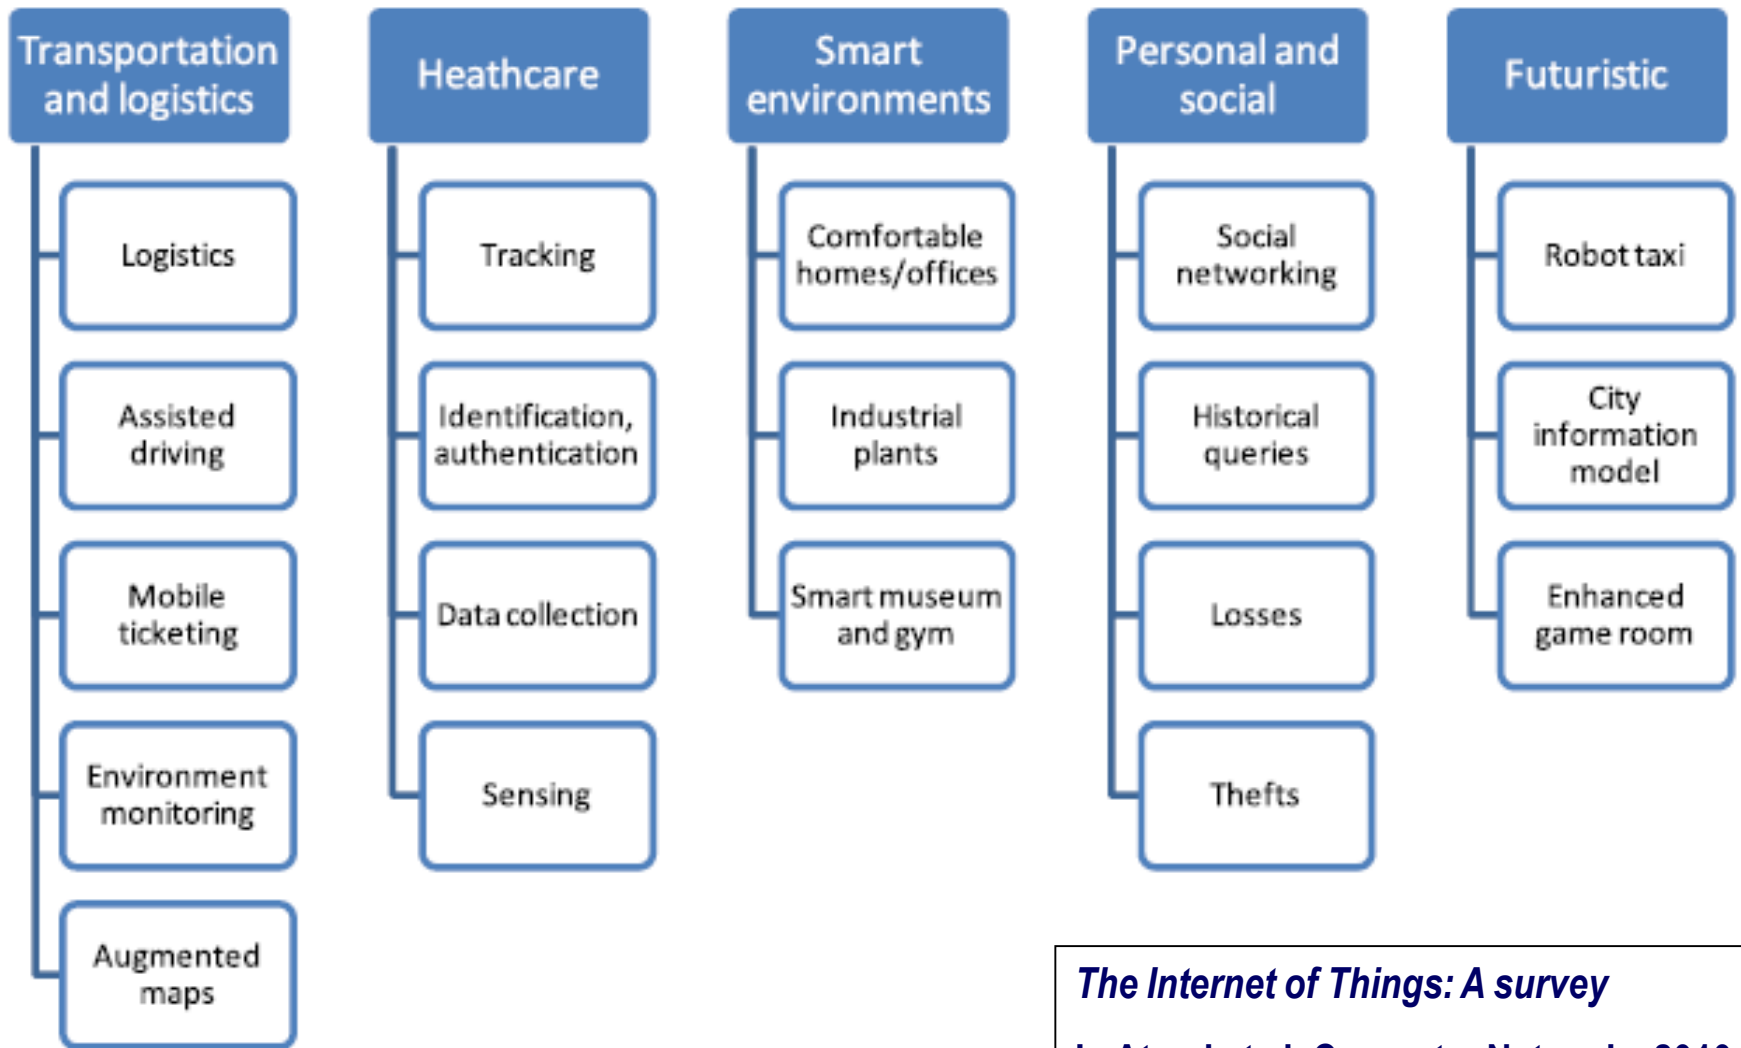 Transportation
and logistics
Logistics
Assisted
driving
Mobile
ticketing
Environment
monitoring
Augmented
maps
Heathcare
Tracking
Identification,
authentication
Data collection
Sensing
Smart
environments
Comfortable
homes/offices
Industrial
plants
Smart museum
and gym
Personal and
social
Social
networking
Historical
queries
Losses
Thefts
Futuristic
Robot taxi
City
information
model
Enhanced
game room
The Internet of Things: A survey